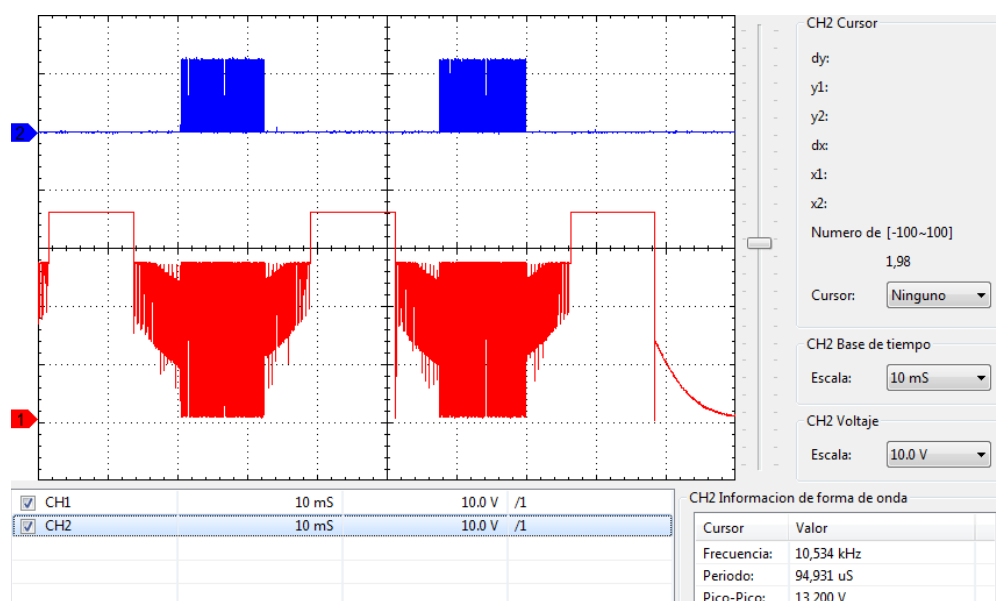 CH2 Cursor
dy:
y1:
y2:
dx:
x1:
x2:
Numero de [-100~100]
1,98
Cursor: Ninguno
CH2 Base de tiempo
Escala: 10 mS
CH2 Voltaje
Escala: 10.0 V
2
1
CH1 10 mS 10.0 V /1
CH2 10 mS 10.0 V /1
CH2 Informacion de forma de onda
Cursor Valor
Frecuencia: 10,534 kHz
Periodo: 94,931 uS
Pico-Pico: 13,200 V